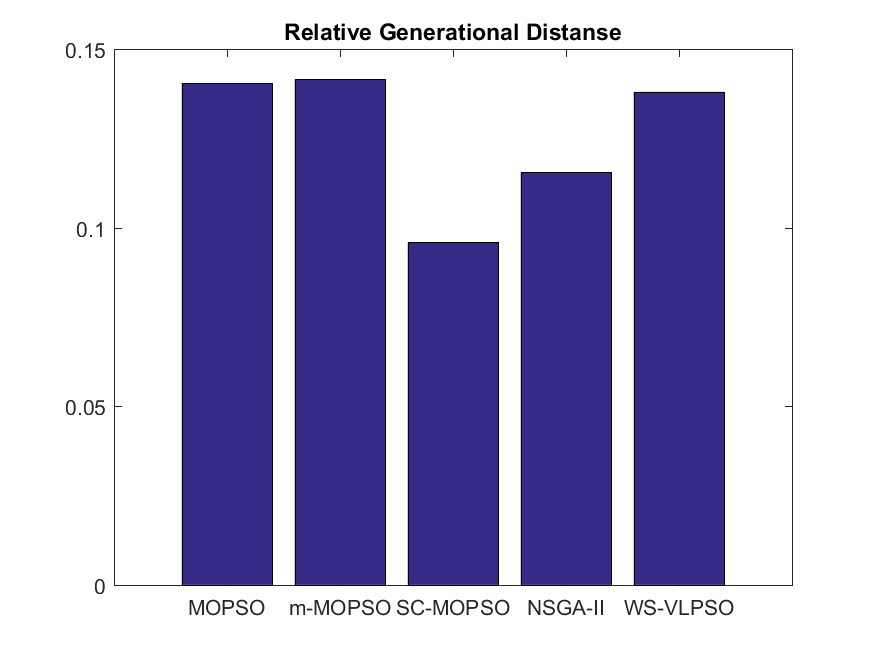 Relative Generational Distanse
0.15
0.1
0.05
0
MOPSO m-MOPSO SC-MOPSO NSGA-II WS-VLPSO